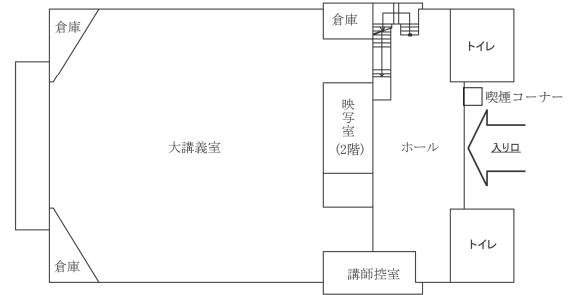 倉庫
倉庫
トイレ
喫煙コーナー
映写室
(2階)
大講義室
ホール
入り口
トイレ
倉庫
講師控室